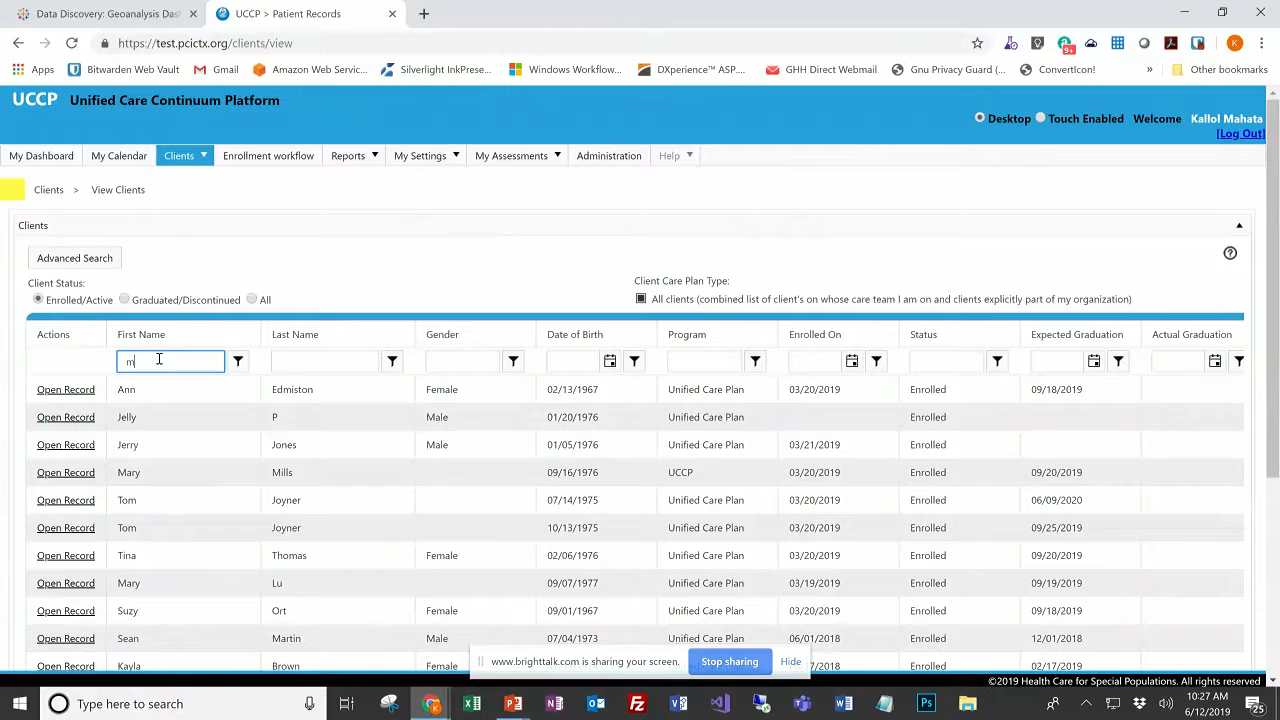 Data Discovery: Geoanalysis Das
UCCP > Patient Records
https://test.pcictx.org/clients/view
9+
K
Apps Bitwarden Web Vault Gmail Amazon Web Servic... Silverlight InPress... Windows Workflow... DXperience™ ASP.... GHH Direct Webmail Gnu Privacy Guard (... ConvertIcon! » Other Bookmarks
UCCP Unified Care Continuum Platform
Desktop Touch Enabled Welcome Kallol Mahata
[Log Out]
My Dashboard My Calendar Clients Enrollment workflow Reports My Settings My Assessments Administration Help
Clients > View Clients
Clients
Advanced Search
Client Status: Client Care Plan Type:
Enrolled/Active Graduated/Discontinued All All clients (combined list of client's on whose care team I am on and clients explicitly part of my organization)
Actions First Name Last Name Gender Date of Birth Program Enrolled On Status Expected Graduation Actual Graduation
m
Open Record Ann Edmiston Female 02/13/1967 Unified Care Plan 03/20/2019 Enrolled 09/18/2019
Open Record Jelly P Male 01/20/1976 Unified Care Plan Enrolled
Open Record Jerry Jones Male 01/05/1976 Unified Care Plan 03/21/2019 Enrolled
Open Record Mary Mills 09/16/1976 UCCP 03/20/2019 Enrolled 09/20/2019
Open Record Tom Joyner 07/14/1975 Unified Care Plan 03/20/2019 Enrolled 06/09/2020
Open Record Tom Joyner 10/13/1975 Unified Care Plan 03/20/2019 Enrolled 09/25/2019
Open Record Tina Thomas Female 02/06/1976 Unified Care Plan 03/20/2019 Enrolled 09/20/2019
Open Record Mary Lu 09/07/1977 Unified Care Plan 03/19/2019 Enrolled 09/19/2019
Open Record Suzy Ort Female 09/01/1967 Unified Care Plan 03/20/2019 Enrolled 09/18/2019
Open Record Sean Martin Male 07/04/1973 Unified Care Plan 06/01/2018 Enrolled 12/01/2018
Open Record Kayla Brown Female 7/2018 Enrolled 02/17/2019
www.brighttalk.com is sharing your screen. Stop sharing Hide
©2019 Health Care for Special Populations. All rights reserved
Type here to search
10:27 AM
6/12/2019
25